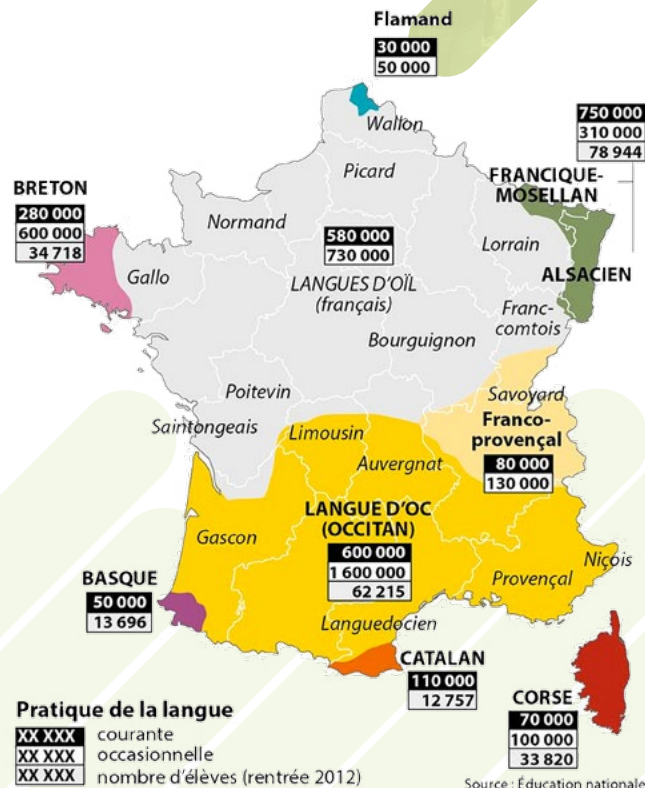 Flamand
30 000
50 000
Wallon
750 000
310 000
78 944
Picard
FRANCIQUE-
MOSELLAN
BRETON
280 000
600 000
34 718
Normand
580 000
730 000
Lorrain
Gallo
LANGUES D'OÏL
(français)
ALSACIEN
Franc-
comtois
Bourguignon
Poitevin
Savoyard
Saintongeais
Limousin
Franco-
provençal
80 000
130 000
Auvergnat
LANGUE D'OC
(OCCITAN)
600 000
1 600 000
62 215
Gascon
Niçois
Provençal
BASQUE
50 000
13 696
Languedocien
CATALAN
110 000
12 757
CORSE
70 000
100 000
33 820
Pratique de la langue
XX XXX courante
XX XXX occasionnelle
XX XXX nombre d'élèves (rentrée 2012)
Source : Éducation nationale